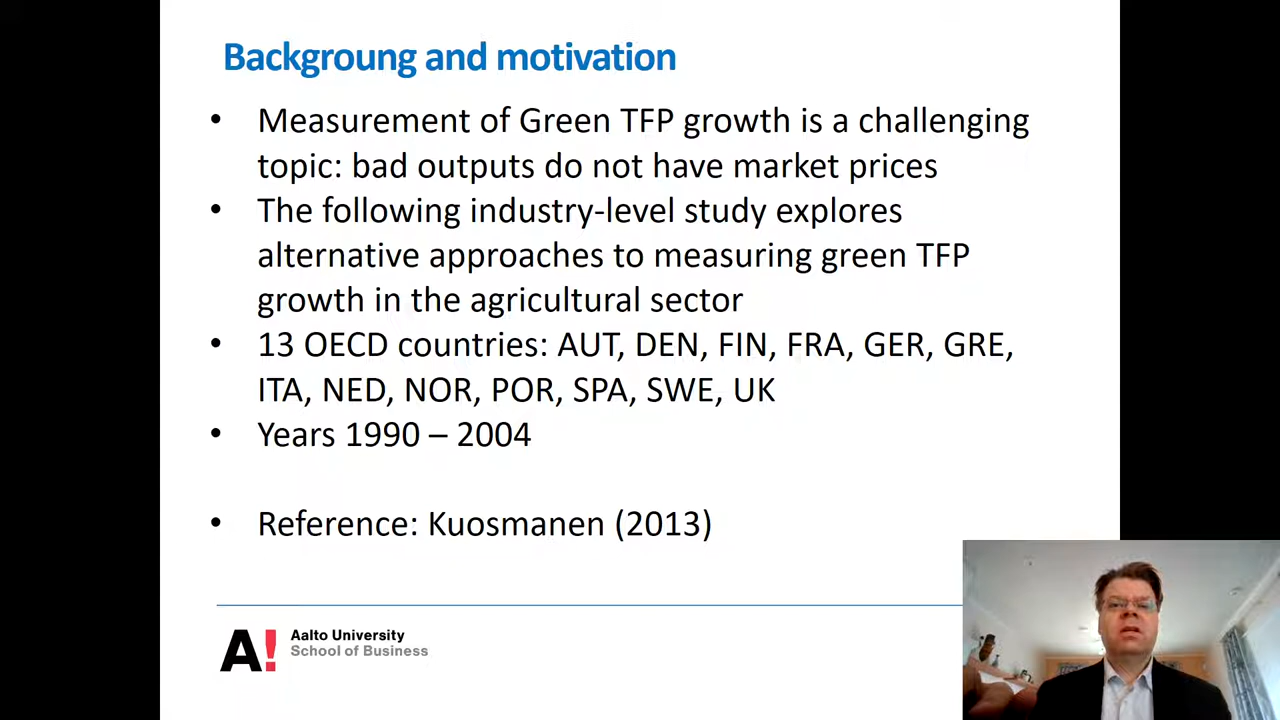 Backgroung and motivation
• Measurement of Green TFP growth is a challenging
topic: bad outputs do not have market prices
• The following industry-level study explores
alternative approaches to measuring green TFP
growth in the agricultural sector
• 13 OECD countries: AUT, DEN, FIN, FRA, GER, GRE,
ITA, NED, NOR, POR, SPA, SWE, UK
• Years 1990 – 2004
• Reference: Kuosmanen (2013)
A! Aalto University
School of Business